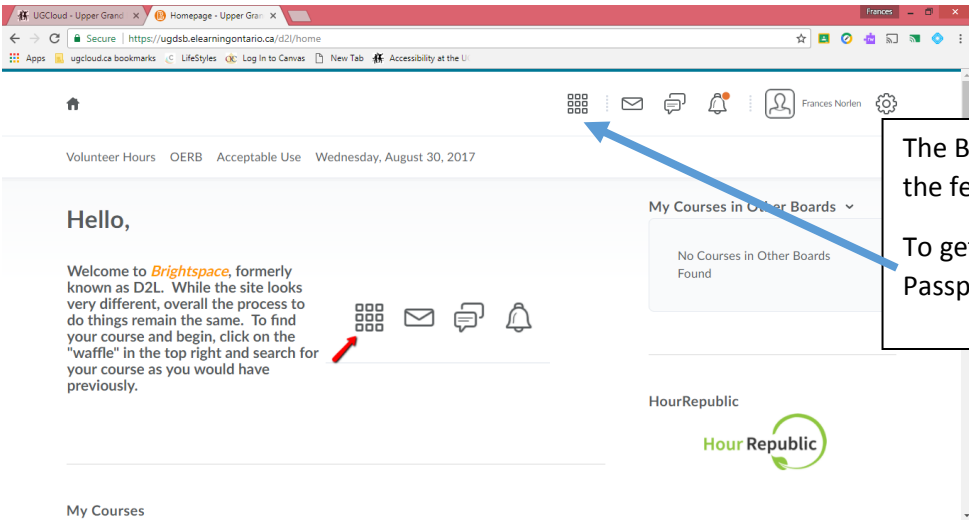 UGCloud - Upper Grand
Homepage - Upper Gran
Frances
Secure | https://ugdsb.elearningontario.ca/d2l/home
Apps ugcloud.ca bookmarks LifeStyles Log In to Canvas New Tab Accessibility at the U
Frances Norlen
Volunteer Hours OERB Acceptable Use Wednesday, August 30, 2017
The B
the fe
To get
Passp
Hello,
Welcome to Brightspace, formerly
known as D2L. While the site looks
very different, overall the process to
do things remain the same. To find
your course and begin, click on the
"waffle" in the top right and search for
your course as you would have
previously.
My Courses in Other Boards
No Courses in Other Boards
Found
HourRepublic
Hour Republic
My Courses